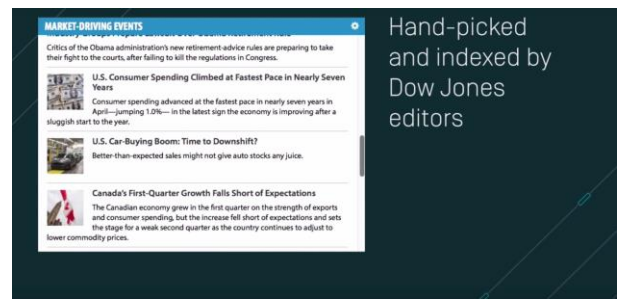 MARKET-DRIVING EVENTS
Critics of the Obama administration's new retirement-advice rules are preparing to take
their fight to the courts, after failing to kill the regulations in Congress.
U.S. Consumer Spending Climbed at Fastest Pace in Nearly Seven
Years
Consumer spending advanced at the fastest pace in nearly seven years in
April—jumping 1.0%— in the latest sign the economy is improving after a
sluggish start to the year.
U.S. Car-Buying Boom: Time to Downshift?
Better-than-expected sales might not give auto stocks any juice.
Canada's First-Quarter Growth Falls Short of Expectations
The Canadian economy grew in the first quarter on the strength of exports
and consumer spending, but the increase fell short of expectations and sets
the stage for a weak second quarter as the country continues to adjust to
lower commodity prices.
Hand-picked
and indexed by
Dow Jones
editors